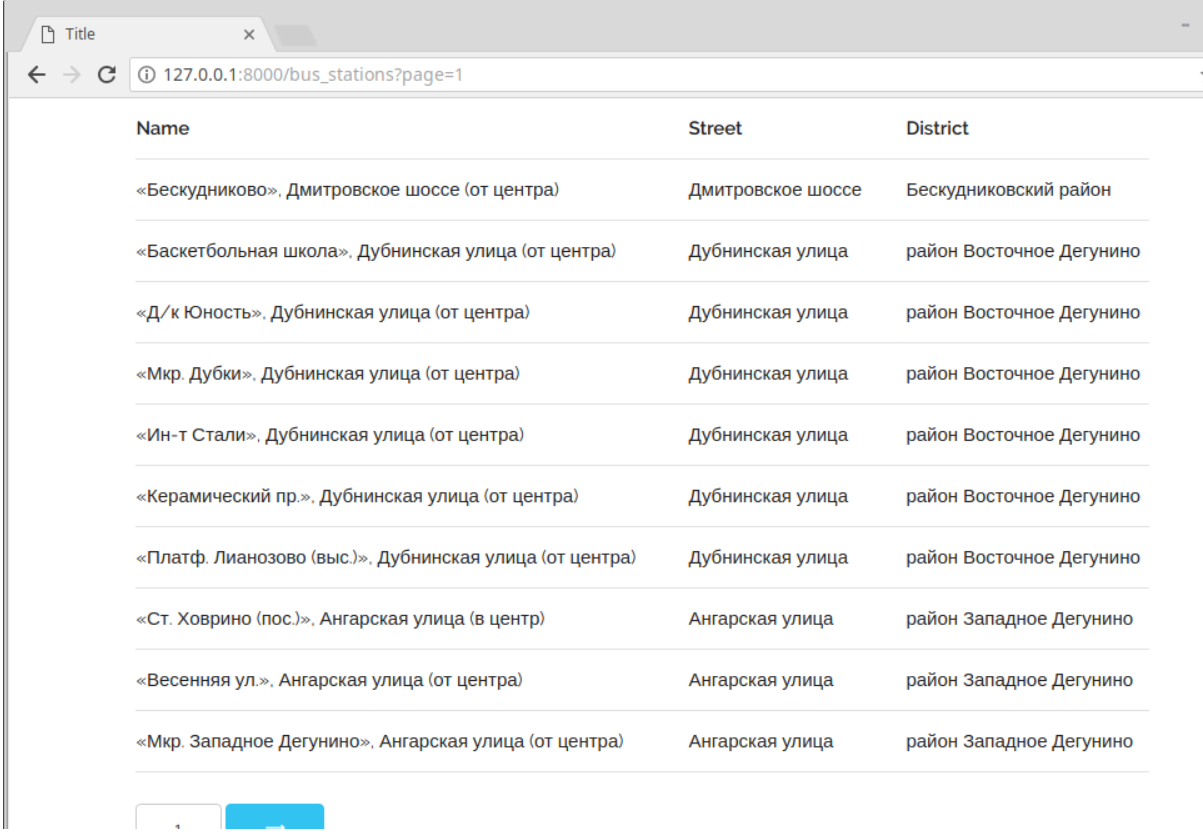 Title
127.0.0.1:8000/bus_stations?page=1
Name Street District
«Бескудниково», Дмитровское шоссе (от центра) Дмитровское шоссе Бескудниковский район
«Баскетбольная школа», Дубнинская улица (от центра) Дубнинская улица район Восточное Дегунино
«Д/к Юность», Дубнинская улица (от центра) Дубнинская улица район Восточное Дегунино
«Мкр. Дубки», Дубнинская улица (от центра) Дубнинская улица район Восточное Дегунино
«Ин-т Стали», Дубнинская улица (от центра) Дубнинская улица район Восточное Дегунино
«Керамический пр.», Дубнинская улица (от центра) Дубнинская улица район Восточное Дегунино
«Платф. Лианозово (выс.)», Дубнинская улица (от центра) Дубнинская улица район Восточное Дегунино
«Ст. Ховрино (пос.)», Ангарская улица (в центр) Ангарская улица район Западное Дегунино
«Весенняя ул.», Ангарская улица (от центра) Ангарская улица район Западное Дегунино
«Мкр. Западное Дегунино», Ангарская улица (от центра) Ангарская улица район Западное Дегунино
1